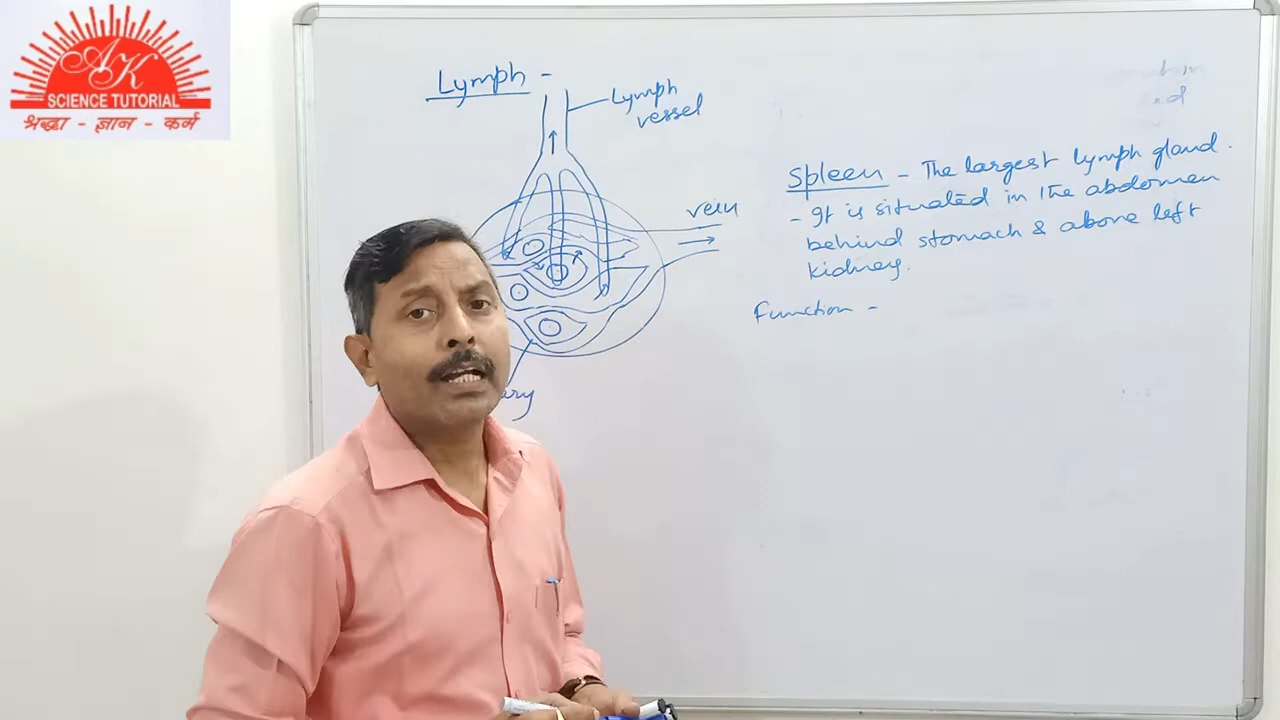 AK
SCIENCE TUTORIAL
श्रद्धा - ज्ञान - कर्म
Lymph -
Lymph
vessel
vein
Spleen - The largest lymph gland.
- It is situated in the abdomen
behind stomach & above left
kidney.
Function -